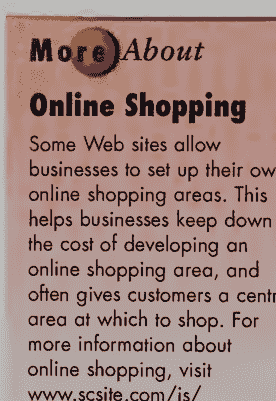 More About
Online Shopping
Some Web sites allow
businesses to set up their ow
online shopping areas. This
helps businesses keep down
the cost of developing an
online shopping area, and
often gives customers a centr
area at which to shop. For
more information about
online shopping, visit
www.scsite.com/is/